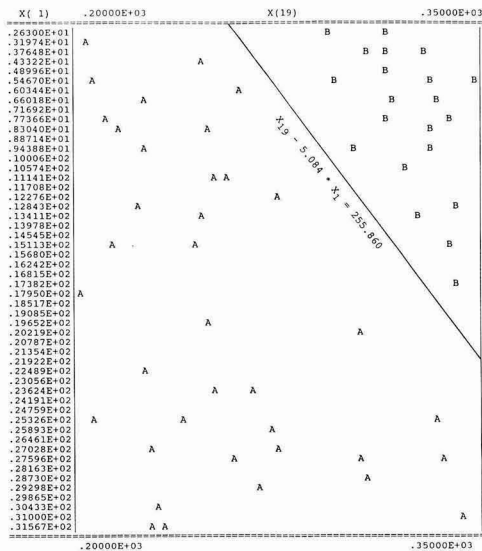 X( 1) .20000E+03 X(19) .35000E+03
.26300E+01 B B
.31974E+01 A
.37648E+01 B B B
.43322E+01 A
.48996E+01 B
.54670E+01 A B B B
.60344E+01 A
.66018E+01 A B B
.71692E+01
.77366E+01 A B B
.83040E+01 A A B
.88714E+01
.94388E+01 A B B
.10006E+02
.10574E+02 B
.11141E+02 A A
.11708E+02
.12276E+02 A
.12843E+02 A B
.13411E+02 A B
.13978E+02
.14545E+02
.15113E+02 A A B
.15680E+02
.16242E+02
.16815E+02
.17382E+02 B
.17950E+02 A
.18517E+02
.19085E+02
.19652E+02 A
.20219E+02 A
.20787E+02
.21354E+02
.21922E+02
.22489E+02 A
.23056E+02
.23624E+02 A A
.24191E+02
.24759E+02
.25326E+02 A A A
.25893E+02 A
.26461E+02
.27028E+02 A A
.27596E+02 A A A
.28163E+02
.28730E+02 A
.29298E+02 A
.29865E+02
.30433E+02 A
.31000E+02 A
.31567E+02 A A
.20000E+03 .35000E+03
X19 - 5.084 * X1 = 255.860